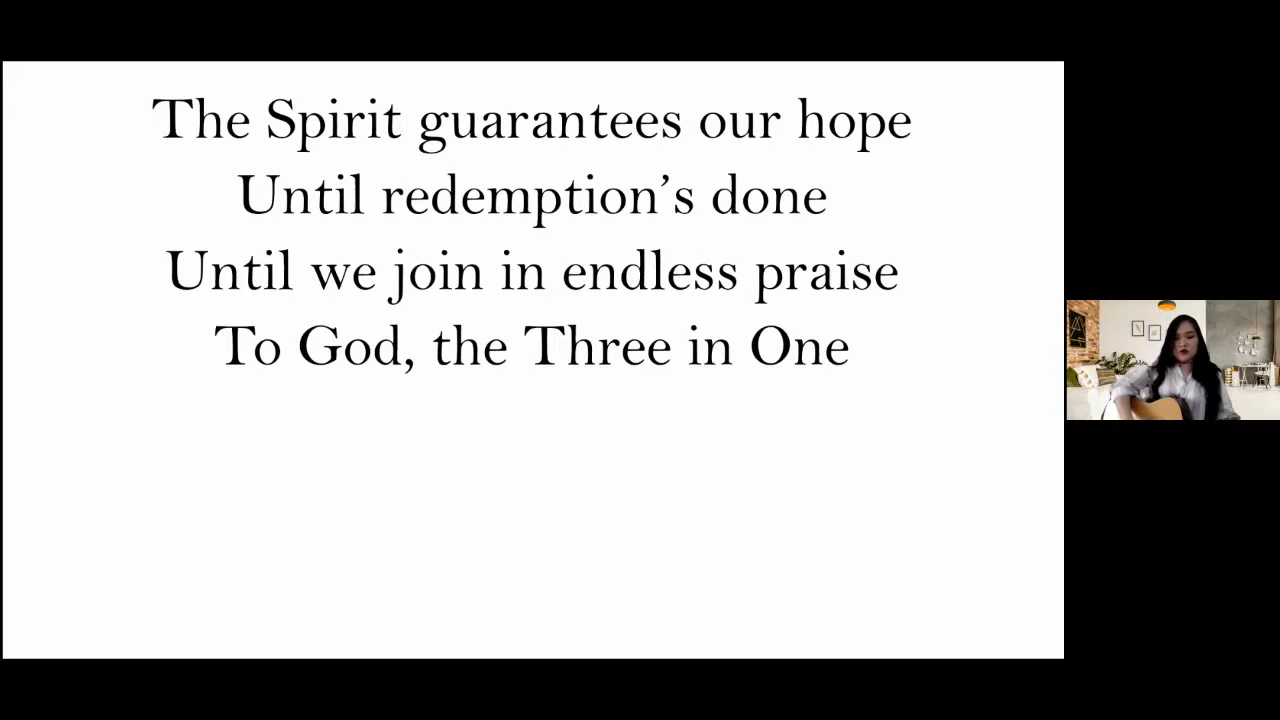 The Spirit guarantees our hope
Until redemption’s done
Until we join in endless praise
To God, the Three in One